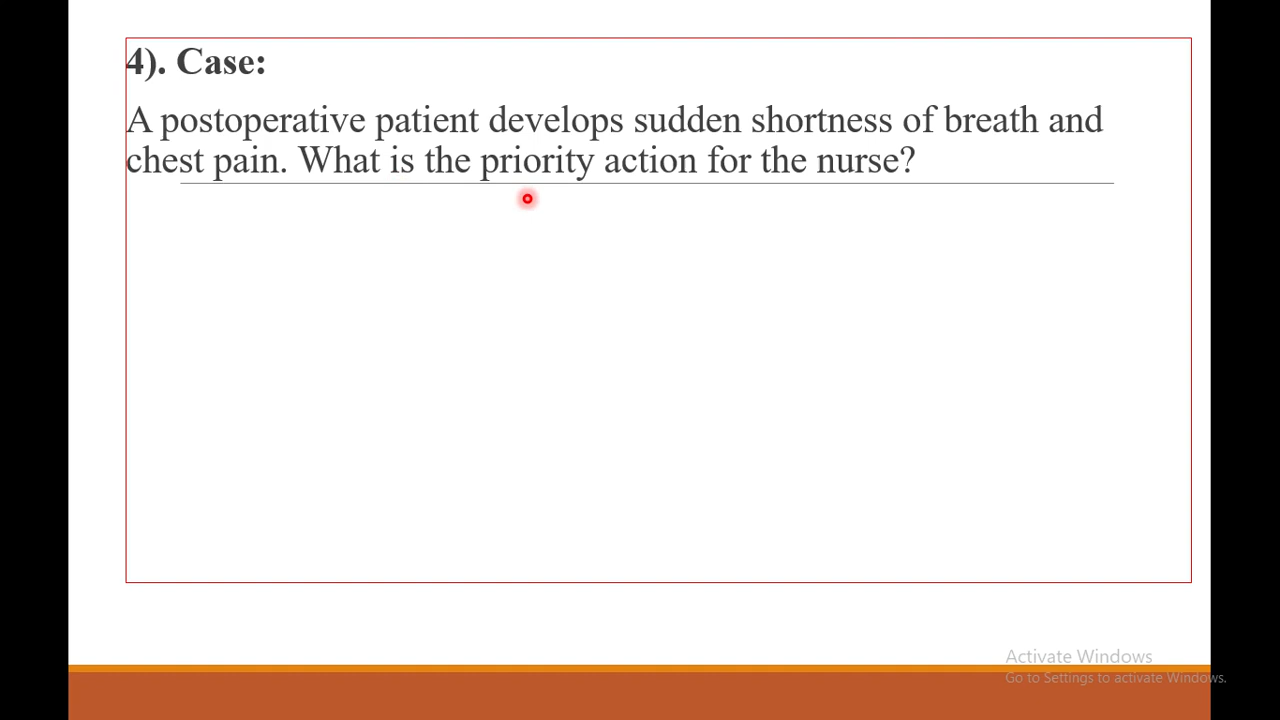 4). Case:
A postoperative patient develops sudden shortness of breath and
chest pain. What is the priority action for the nurse?
Activate Windows
Go to Settings to activate Windows.